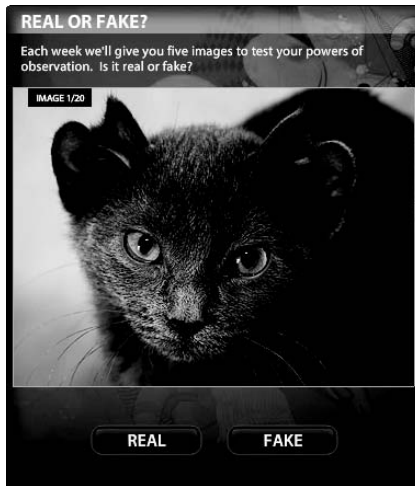 REAL OR FAKE?
Each week we'll give you five images to test your powers of
observation.  Is it real or fake?
IMAGE 1/20
REAL
FAKE